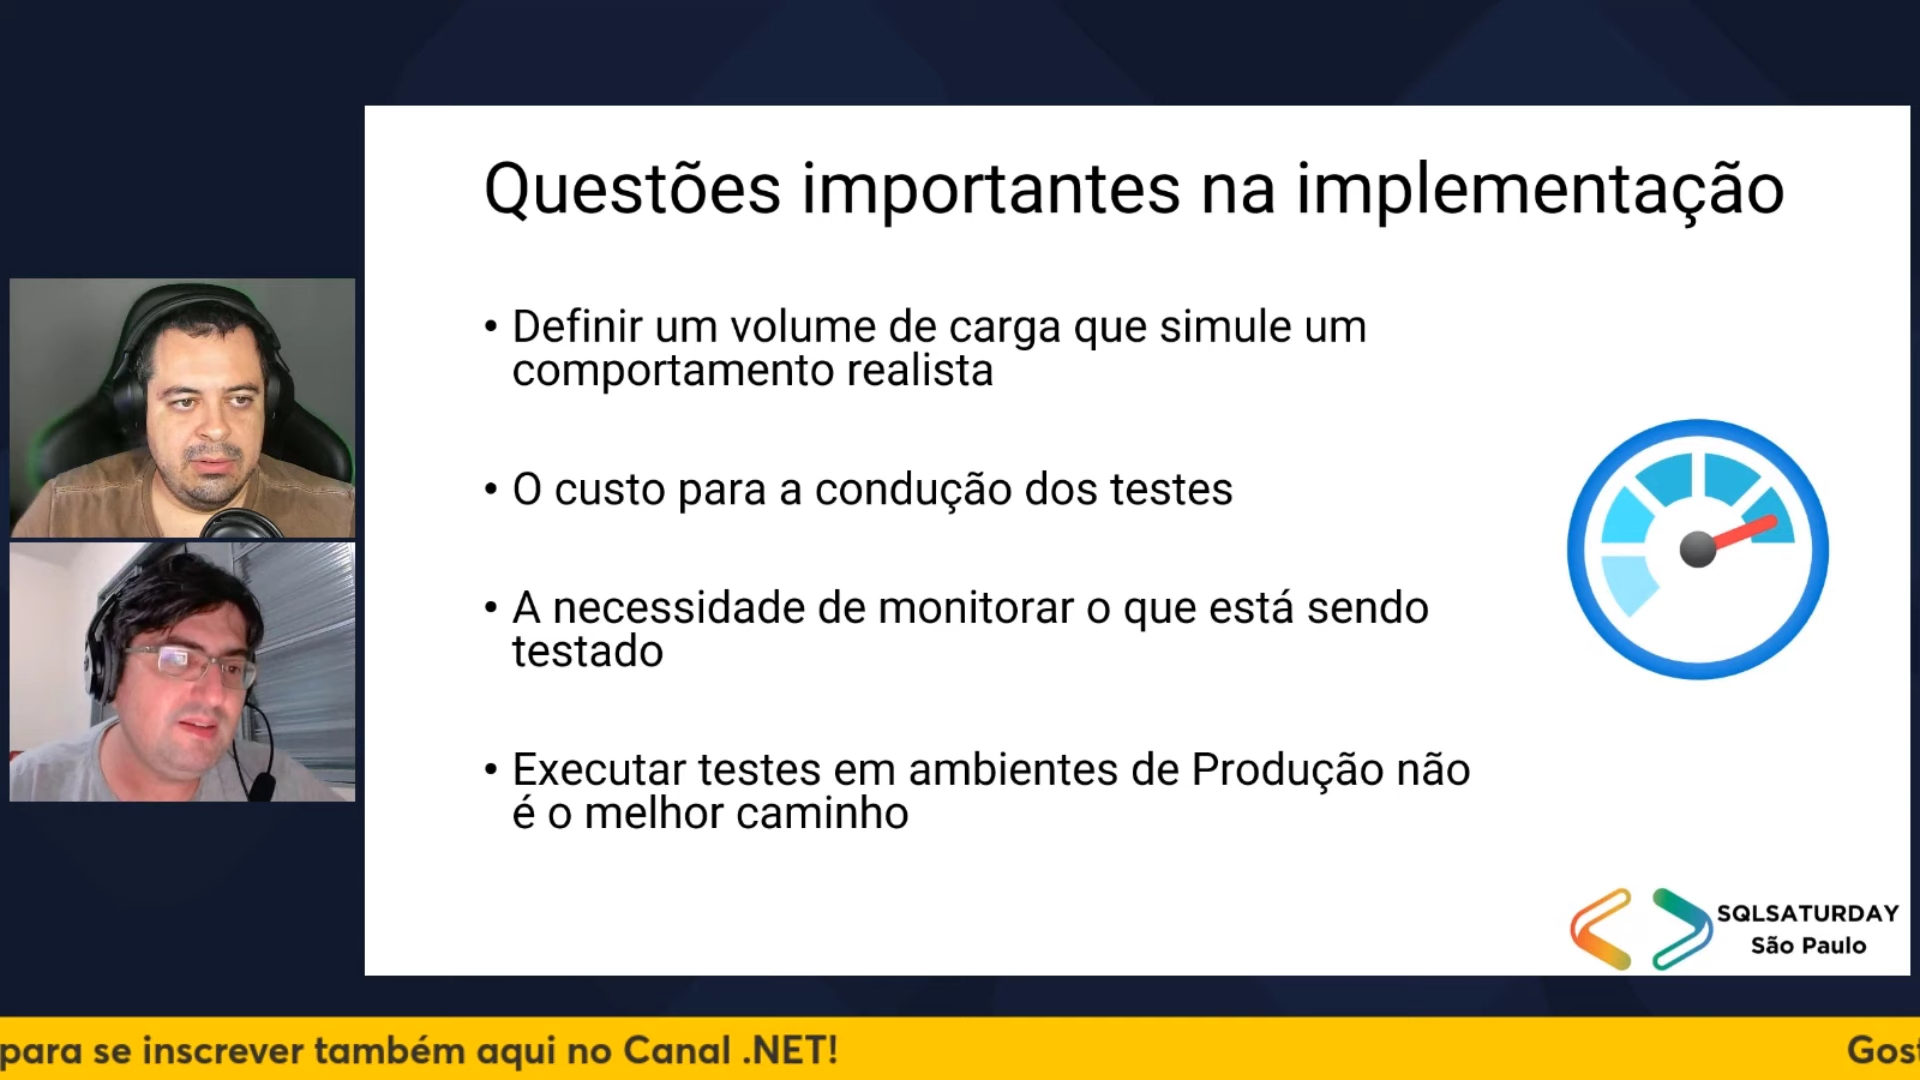 Questões importantes na implementação
• Definir um volume de carga que simule um
comportamento realista
• O custo para a condução dos testes
• A necessidade de monitorar o que está sendo
testado
• Executar testes em ambientes de Produção não
é o melhor caminho
SQLSATURDAY
São Paulo
para se inscrever também aqui no Canal .NET!
Gost